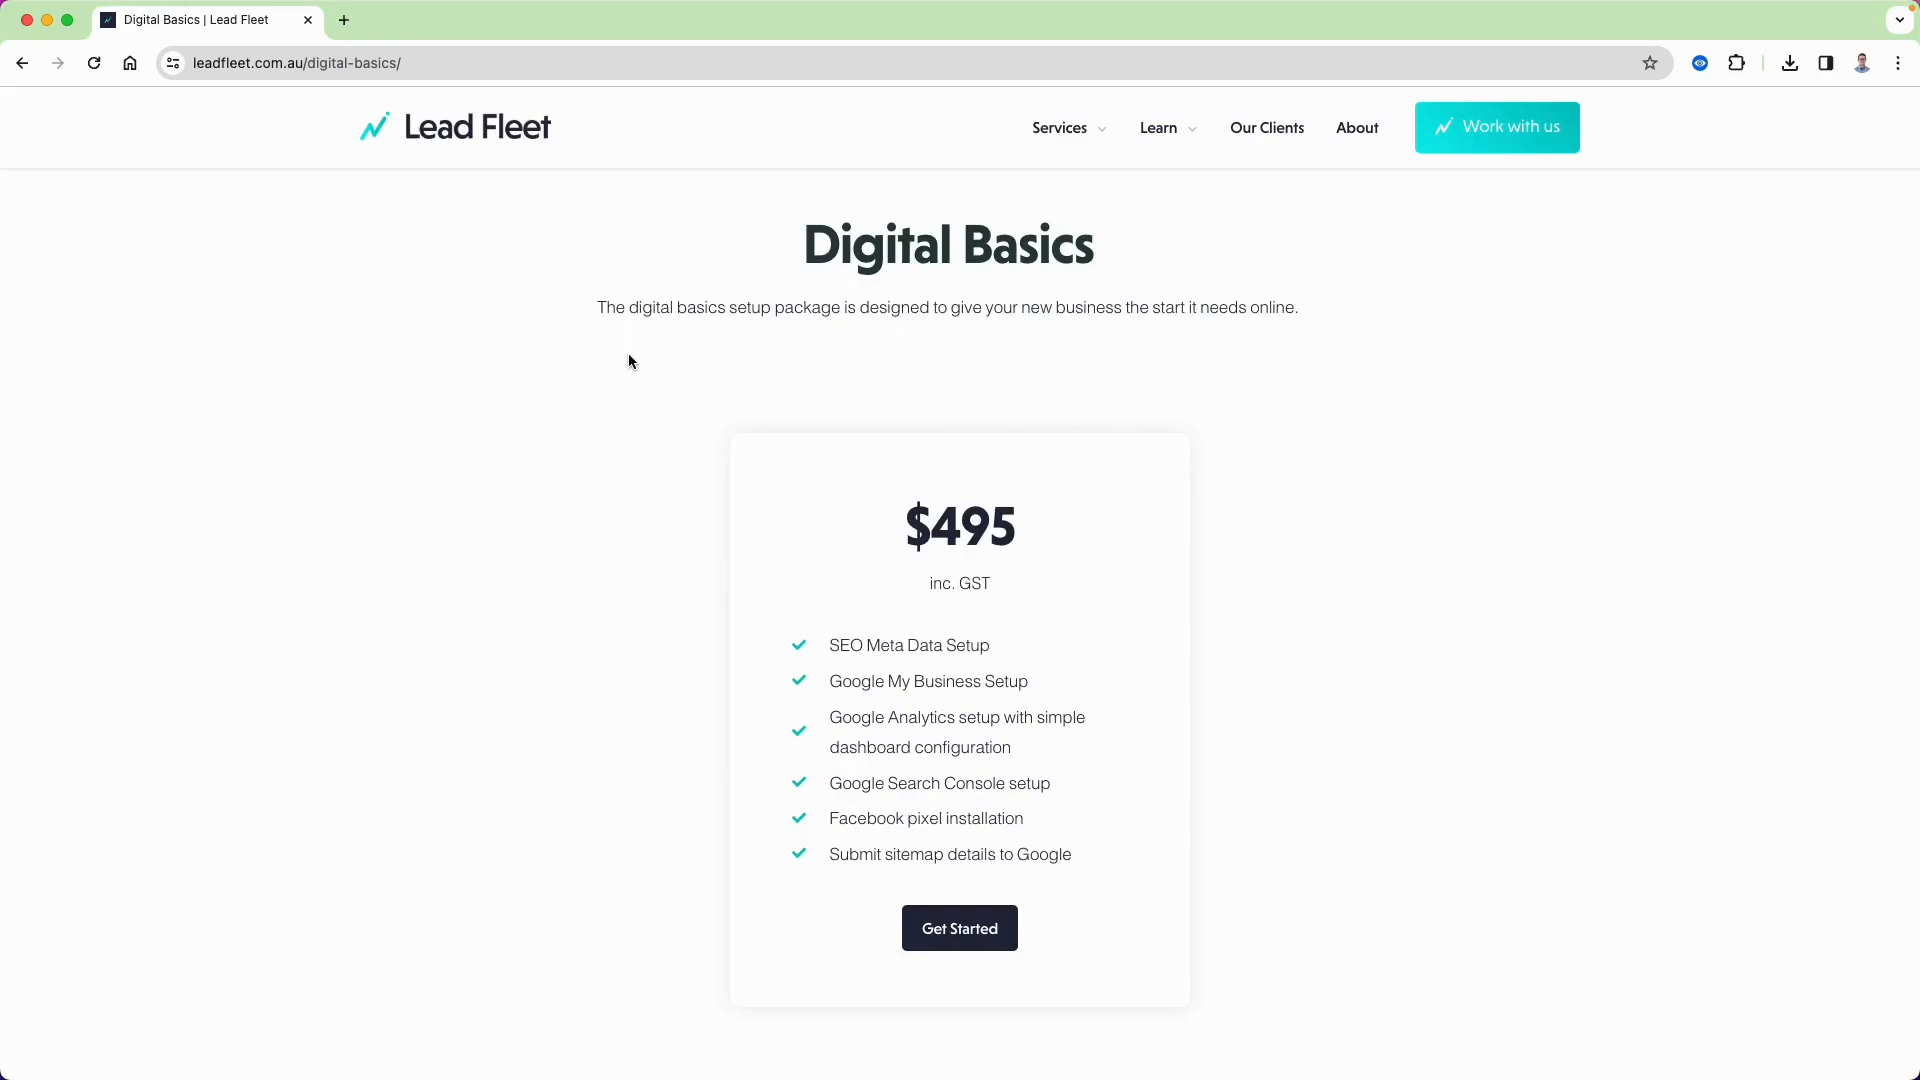 Digital Basics | Lead Fleet
leadfleet.com.au/digital-basics/
Lead Fleet
Services
Learn
Our Clients
About
Work with us
Digital Basics
The digital basics setup package is designed to give your new business the start it needs online.
$495
inc. GST
SEO Meta Data Setup
Google My Business Setup
Google Analytics setup with simple
dashboard configuration
Google Search Console setup
Facebook pixel installation
Submit sitemap details to Google
Get Started